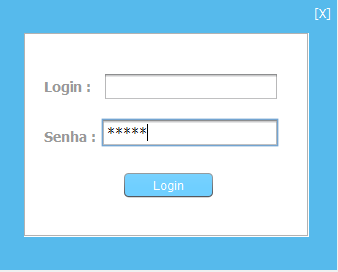 [X]
Login :
Senha : *****
Login